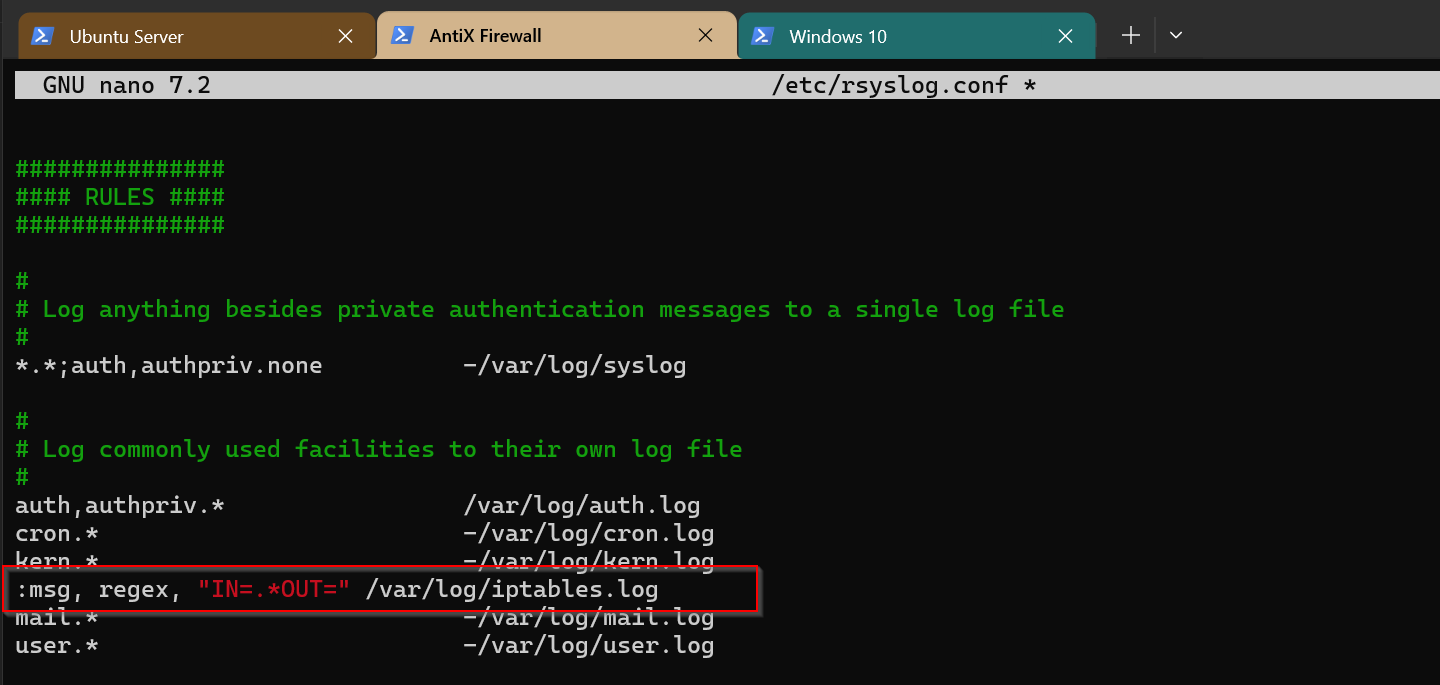 Ubuntu Server
AntiX Firewall
Windows 10
GNU nano 7.2 /etc/rsyslog.conf *
###############
#### RULES ####
###############
#
# Log anything besides private authentication messages to a single log file
#
*.*;auth,authpriv.none -/var/log/syslog
#
# Log commonly used facilities to their own log file
#
auth,authpriv.* /var/log/auth.log
cron.* -/var/log/cron.log
kern.* -/var/log/kern.log
:msg, regex, "IN=.*OUT=" /var/log/iptables.log
mail.* -/var/log/mail.log
user.* -/var/log/user.log